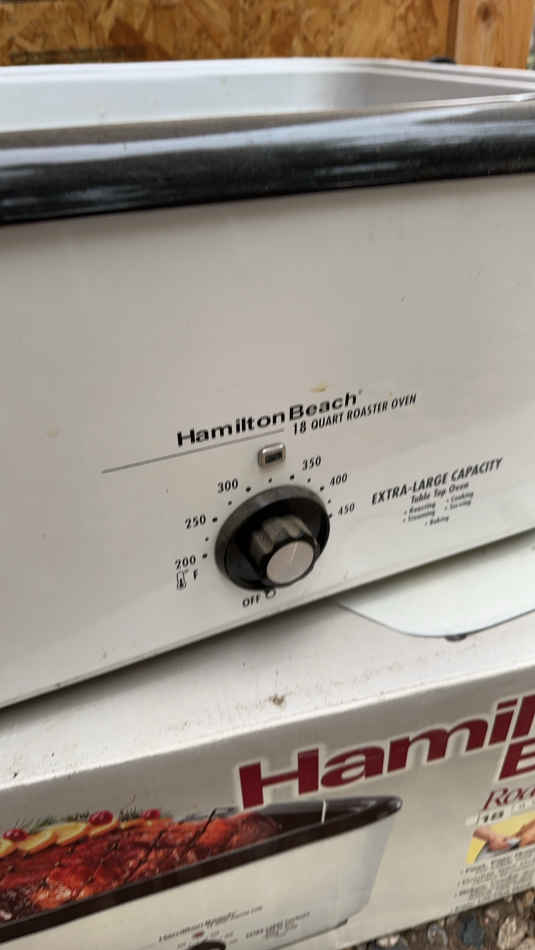 HamiltonBeach
18 QUART ROASTER OVEN
350
300
400
250
450
200
F
OFF
EXTRA-LARGE CAPACITY
Table Top Oven
• Roasting • Cooking
• Steaming • Serving
• Baking
Hamil
B
Roa
18